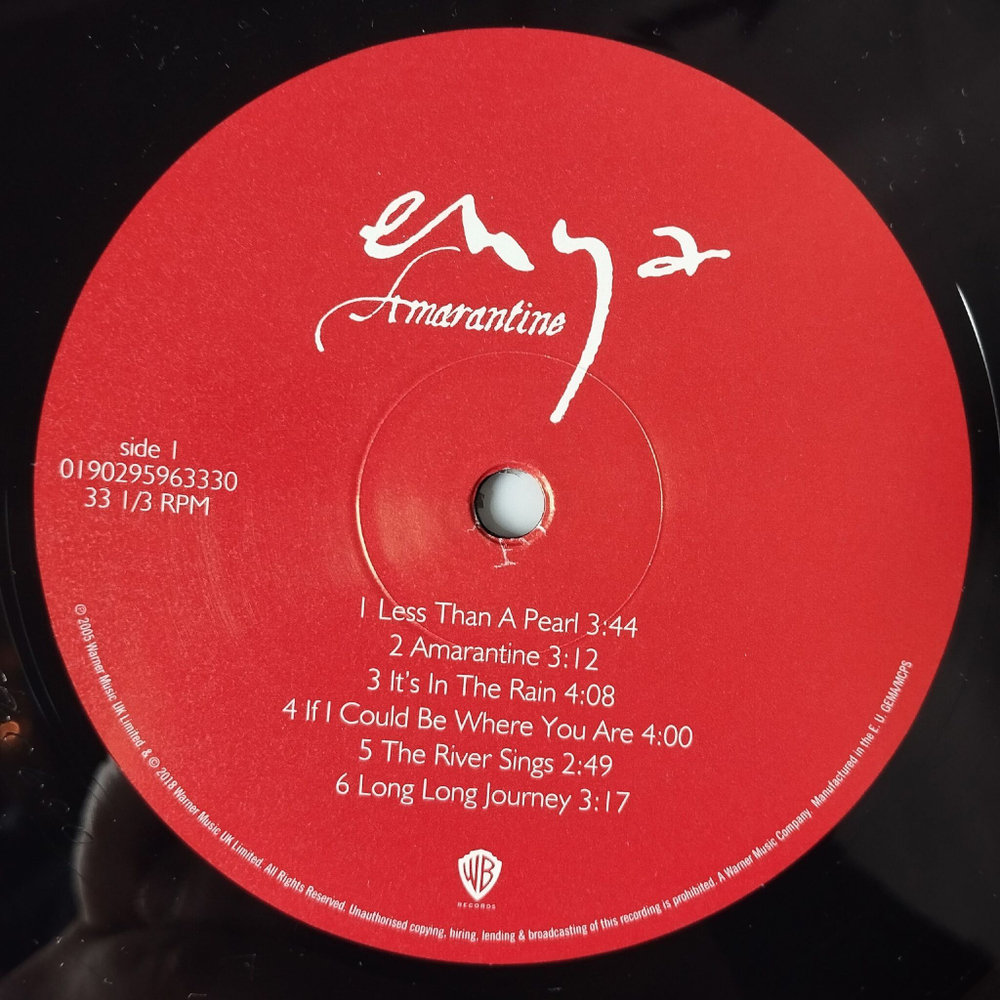 enya
Amarantine
side 1
0190295963330
33 1/3 RPM
1 Less Than A Pearl 3:44
2 Amarantine 3:12
3 It's In The Rain 4:08
4 If I Could Be Where You Are 4:00
5 The River Sings 2:49
6 Long Long Journey 3:17
WB
RECORDS
℗ 2005 Warner Music UK Limited. & © 2018 Warner Music UK Limited. All Rights Reserved. Unauthorised copying, hiring, lending & broadcasting of this recording is prohibited. A Warner Music Company. Manufactured in the E. U. GEMA/MCPS